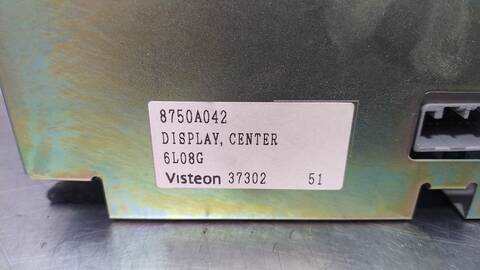 8750A042
DISPLAY, CENTER
6L08G
Visteon 37302 51